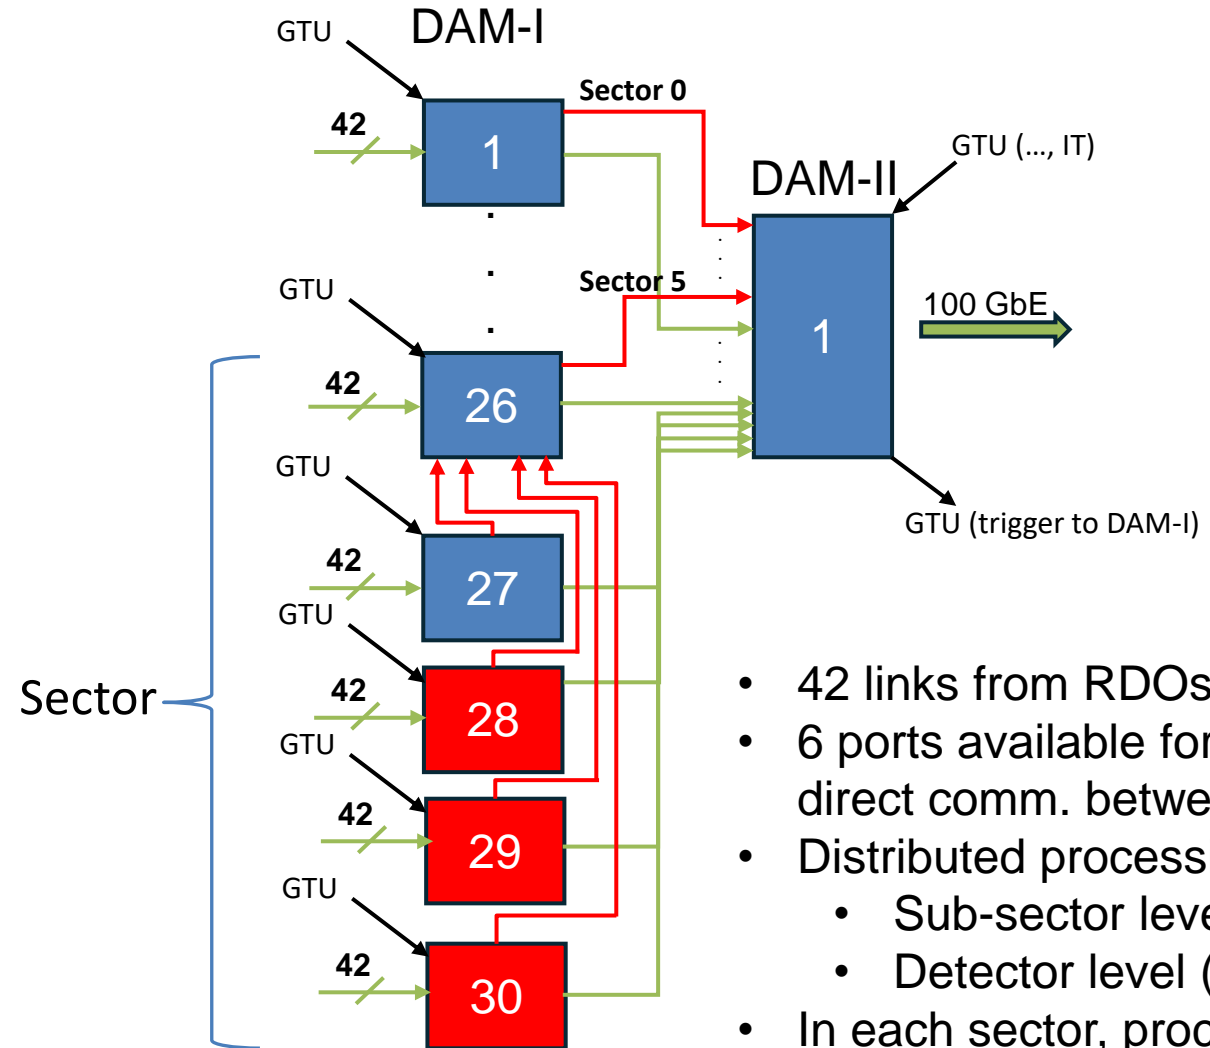 DAM-I
GTU
Sector 0
42
1
GTU (..., IT)
DAM-II
.
.
.
GTU
Sector 5
100 GbE
1
42
26
GTU
42
27
GTU (trigger to DAM-I)
GTU
Sector
42
28
GTU
42
29
GTU
42
30
• 42 links from RDOs
• 6 ports available for
direct comm. betwe
• Distributed process
• Sub-sector leve
• Detector level (
• In each sector, proc